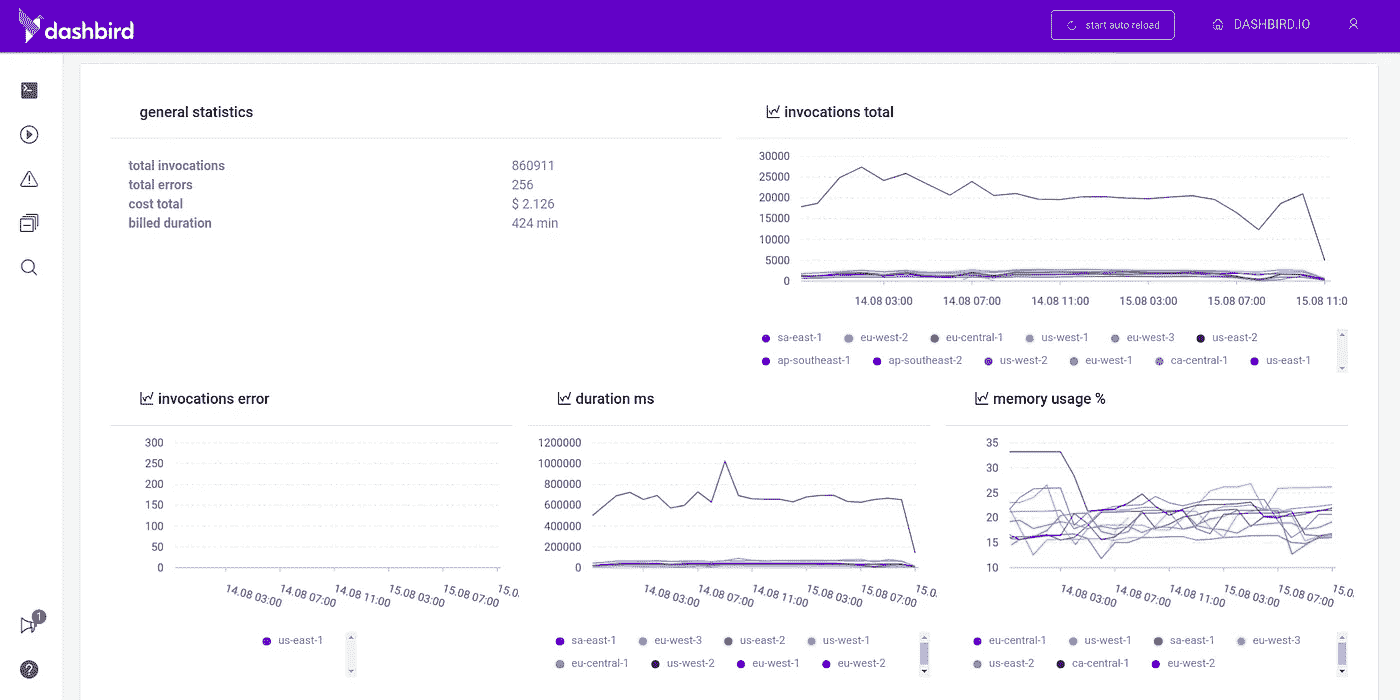 dashbird
start auto reload
DASHBIRD.IO
general statistics
total invocations 860911
total errors 256
cost total $ 2.126
billed duration 424 min
invocations total
30000
25000
20000
15000
10000
5000
0
14.08 03:00 14.08 07:00 14.08 11:00 15.08 03:00 15.08 07:00 15.08 11:0
sa-east-1 eu-west-2 eu-central-1 us-west-1 eu-west-3 us-east-2
ap-southeast-1 ap-southeast-2 us-west-2 eu-west-1 ca-central-1 us-east-1
invocations error
300
250
200
150
100
50
0
14.08 03:00 14.08 07:00 14.08 11:00 15.08 03:00 15.08 07:00 15.0
us-east-1
duration ms
1200000
1000000
800000
600000
400000
200000
0
14.08 03:00 14.08 07:00 14.08 11:00 15.08 03:00 15.08 07:00 15.0
sa-east-1 eu-west-3 us-east-2 us-west-1
eu-central-1 us-west-2 eu-west-1 eu-west-2
memory usage %
35
30
25
20
15
10
14.08 03:00 14.08 07:00 14.08 11:00 15.08 03:00 15.08 07:00 15.0
eu-central-1 us-west-1 sa-east-1 eu-west-3
us-east-2 ca-central-1 eu-west-2
1
?